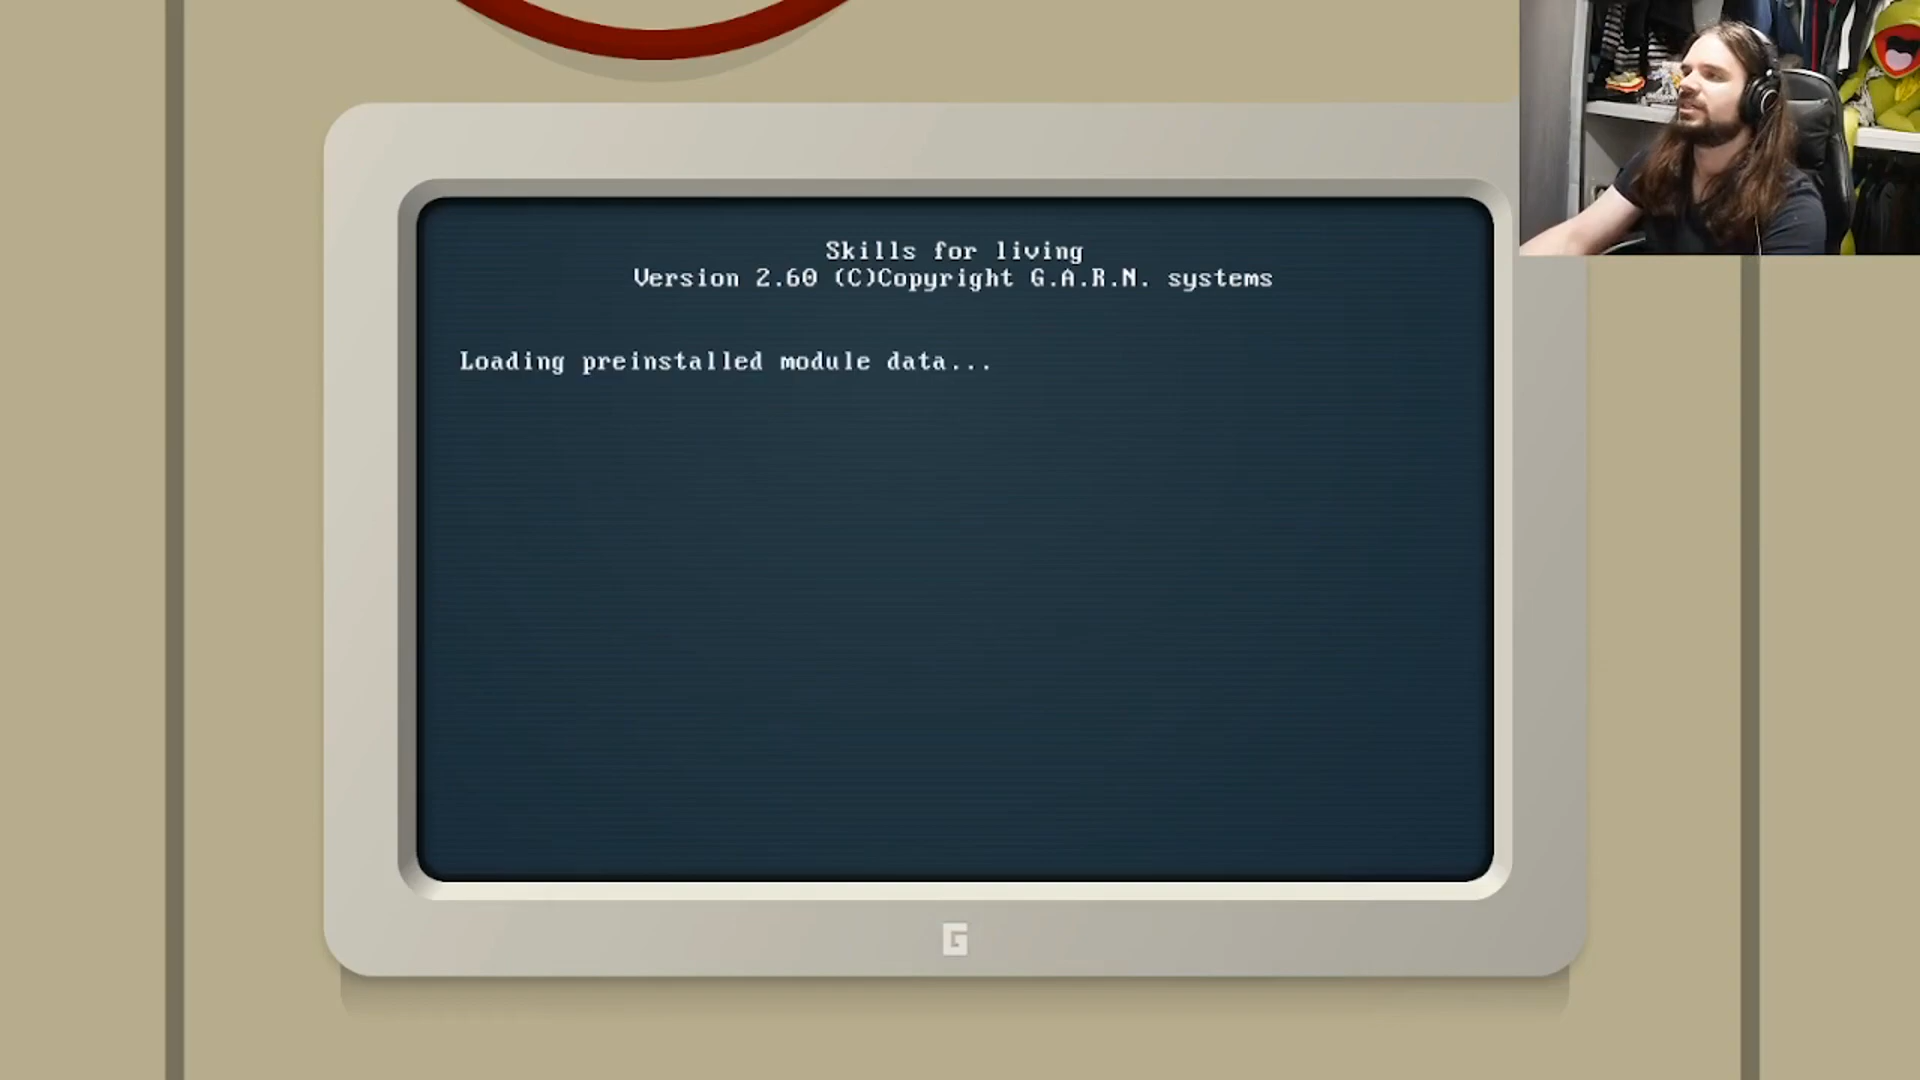 Skills for living
Version 2.60 (C)Copyright G.A.R.N. systems
Loading preinstalled module data...
G